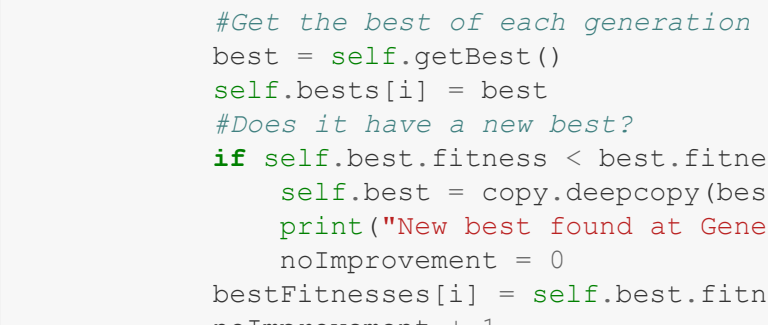 #Get the best of each generation
best = self.getBest()
self.bests[i] = best
#Does it have a new best?
if self.best.fitness < best.fitne
self.best = copy.deepcopy(bes
print("New best found at Gene
noImprovement = 0
bestFitnesses[i] = self.best.fitn